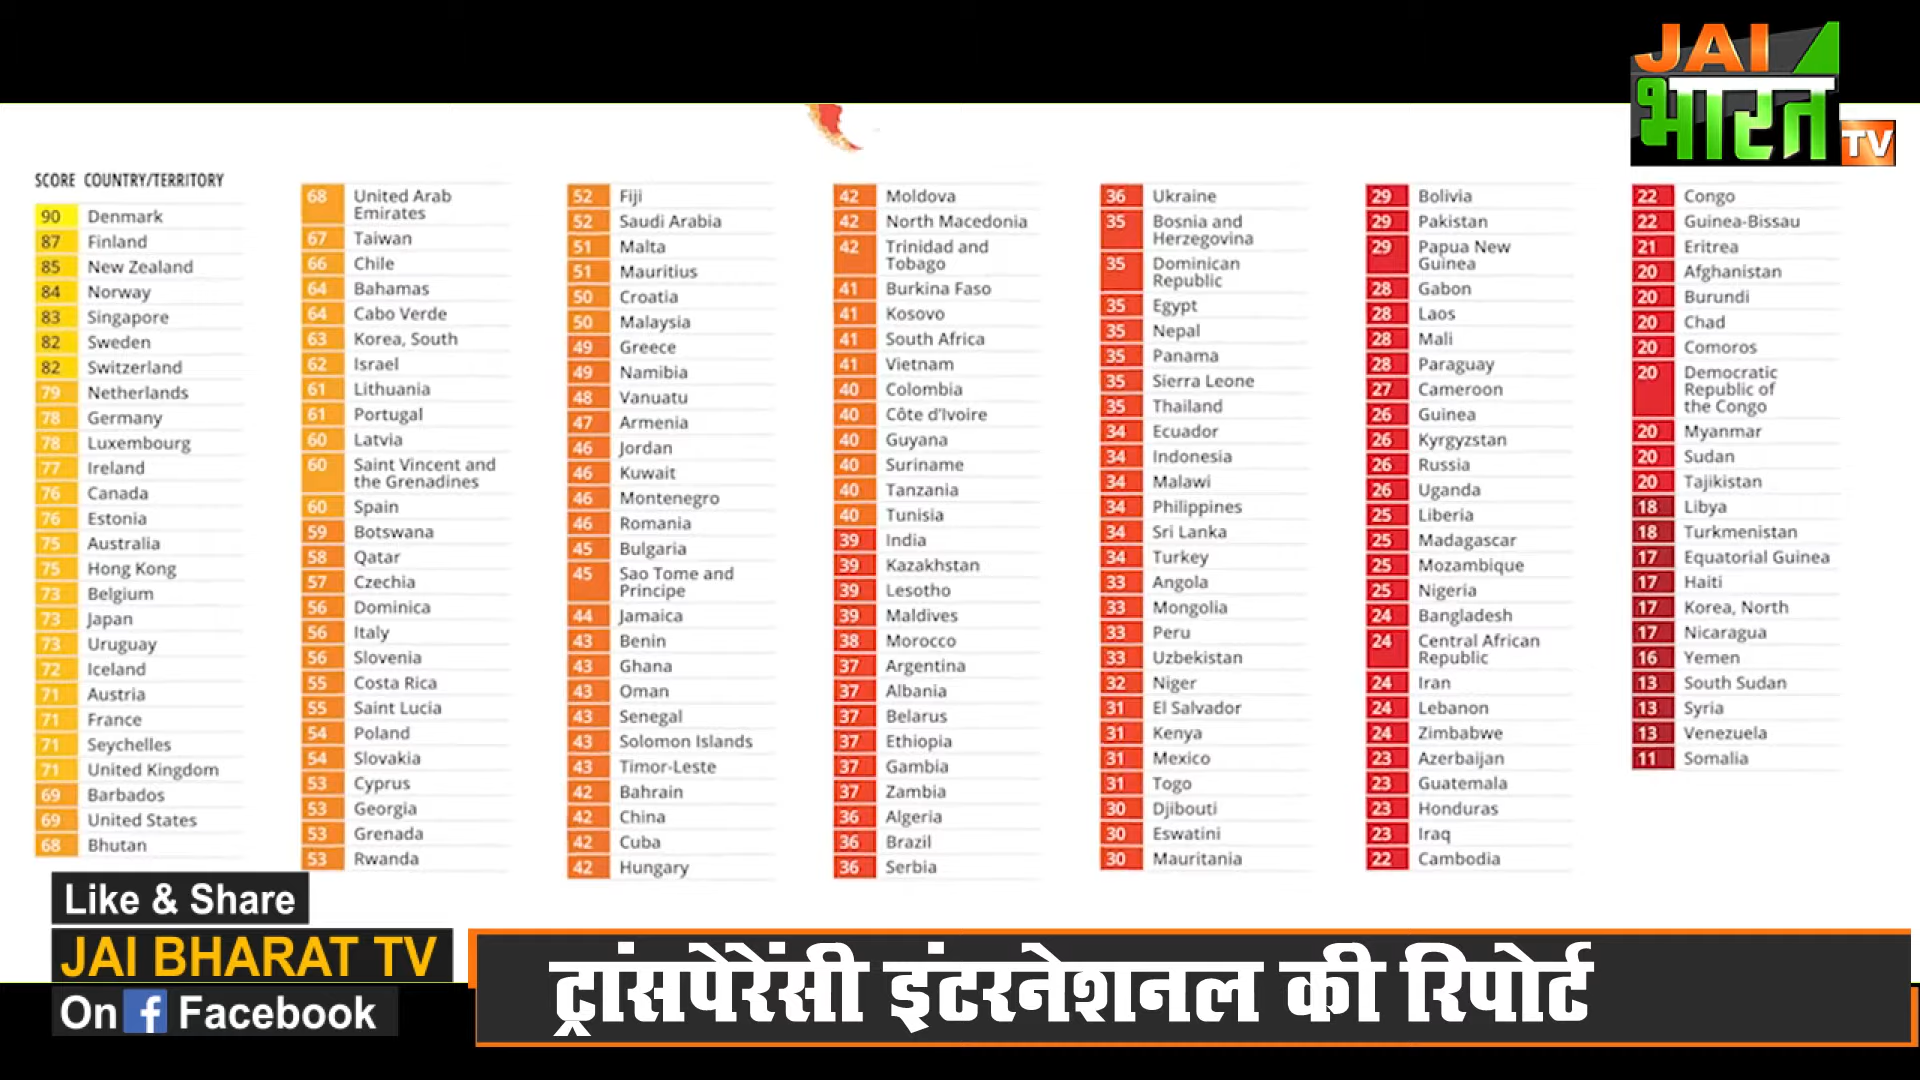 JAI
भारत
TV
SCORE COUNTRY/TERRITORY
90 Denmark
87 Finland
85 New Zealand
84 Norway
83 Singapore
82 Sweden
82 Switzerland
79 Netherlands
78 Germany
78 Luxembourg
77 Ireland
76 Canada
76 Estonia
75 Australia
75 Hong Kong
73 Belgium
73 Japan
73 Uruguay
72 Iceland
71 Austria
71 France
71 Seychelles
71 United Kingdom
69 Barbados
69 United States
68 Bhutan
68 United Arab
Emirates
67 Taiwan
66 Chile
64 Bahamas
64 Cabo Verde
63 Korea, South
62 Israel
61 Lithuania
61 Portugal
60 Latvia
60 Saint Vincent and
the Grenadines
60 Spain
59 Botswana
58 Qatar
57 Czechia
56 Dominica
56 Italy
56 Slovenia
55 Costa Rica
55 Saint Lucia
54 Poland
54 Slovakia
53 Cyprus
53 Georgia
53 Grenada
53 Rwanda
52 Fiji
52 Saudi Arabia
51 Malta
51 Mauritius
50 Croatia
50 Malaysia
49 Greece
49 Namibia
48 Vanuatu
47 Armenia
46 Jordan
46 Kuwait
46 Montenegro
46 Romania
45 Bulgaria
45 Sao Tome and
Principe
44 Jamaica
43 Benin
43 Ghana
43 Oman
43 Senegal
43 Solomon Islands
43 Timor-Leste
42 Bahrain
42 China
42 Cuba
42 Hungary
42 Moldova
42 North Macedonia
42 Trinidad and
Tobago
41 Burkina Faso
41 Kosovo
41 South Africa
41 Vietnam
40 Colombia
40 Côte d'Ivoire
40 Guyana
40 Suriname
40 Tanzania
40 Tunisia
39 India
39 Kazakhstan
39 Lesotho
39 Maldives
38 Morocco
37 Argentina
37 Albania
37 Belarus
37 Ethiopia
37 Gambia
37 Zambia
36 Algeria
36 Brazil
36 Serbia
36 Ukraine
35 Bosnia and
Herzegovina
35 Dominican
Republic
35 Egypt
35 Nepal
35 Panama
35 Sierra Leone
35 Thailand
34 Ecuador
34 Indonesia
34 Malawi
34 Philippines
34 Sri Lanka
34 Turkey
33 Angola
33 Mongolia
33 Peru
33 Uzbekistan
32 Niger
31 El Salvador
31 Kenya
31 Mexico
31 Togo
30 Djibouti
30 Eswatini
30 Mauritania
29 Bolivia
29 Pakistan
29 Papua New
Guinea
28 Gabon
28 Laos
28 Mali
28 Paraguay
27 Cameroon
26 Guinea
26 Kyrgyzstan
26 Russia
26 Uganda
25 Liberia
25 Madagascar
25 Mozambique
25 Nigeria
24 Bangladesh
24 Central African
Republic
24 Iran
24 Lebanon
24 Zimbabwe
23 Azerbaijan
23 Guatemala
23 Honduras
23 Iraq
22 Cambodia
22 Congo
22 Guinea-Bissau
21 Eritrea
20 Afghanistan
20 Burundi
20 Chad
20 Comoros
20 Democratic
Republic of
the Congo
20 Myanmar
20 Sudan
20 Tajikistan
18 Libya
18 Turkmenistan
17 Equatorial Guinea
17 Haiti
17 Korea, North
17 Nicaragua
16 Yemen
13 South Sudan
13 Syria
13 Venezuela
11 Somalia
Like & Share
JAI BHARAT TV
On f Facebook
ट्रांसपेरेंसी इंटरनेशनल की रिपोर्ट